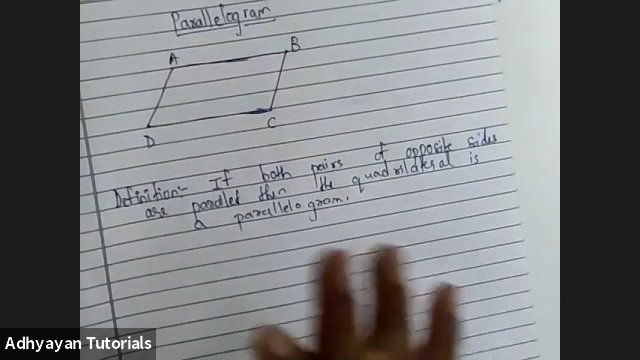 Parallelogram
A
B
D
C
Definition:- If both pairs of opposite sides
are parallel then the quadrilateral is
a parallelogram.
Adhyayan Tutorials